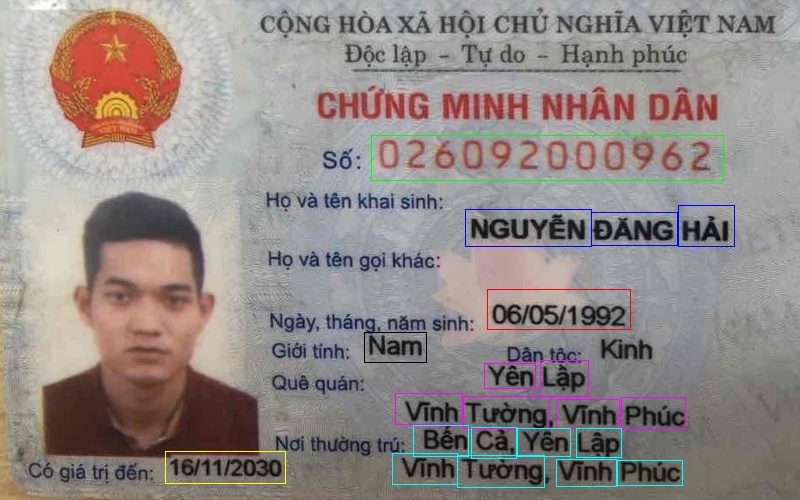 CỘNG HÒA XÃ HỘI CHỦ NGHĨA VIỆT NAM
Độc lập - Tự do - Hạnh phúc
CHỨNG MINH NHÂN DÂN
Số: 026092000962
Họ và tên khai sinh:
NGUYỄN ĐĂNG HẢI
Họ và tên gọi khác:
Ngày, tháng, năm sinh: 06/05/1992
Giới tính: Nam Dân tộc: Kinh
Quê quán: Yên Lập
Vĩnh Tường, Vĩnh Phúc
Nơi thường trú: Bến Cả, Yên Lập
Vĩnh Tường, Vĩnh Phúc
Có giá trị đến: 16/11/2030